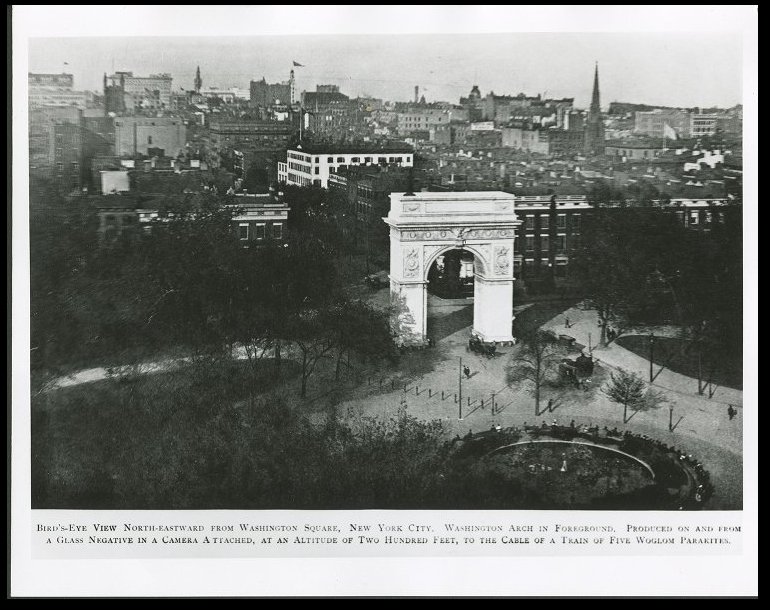 Bird's-Eye View North-eastward from Washington Square, New York City. Washington Arch in Foreground. Produced on and from
a Glass Negative in a Camera Attached, at an Altitude of Two Hundred Feet, to the Cable of a Train of Five Woglom Parakites.